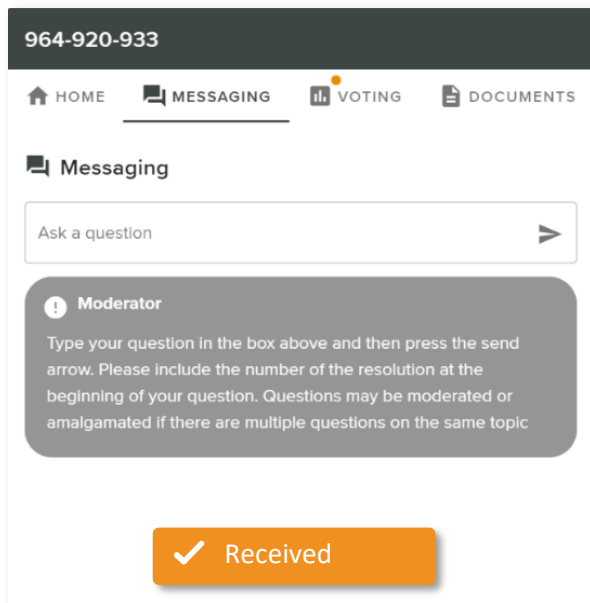 964-920-933
HOME MESSAGING VOTING DOCUMENTS
Messaging
Ask a question
Moderator
Type your question in the box above and then press the send
arrow. Please include the number of the resolution at the
beginning of your question. Questions may be moderated or
amalgamated if there are multiple questions on the same topic
Received